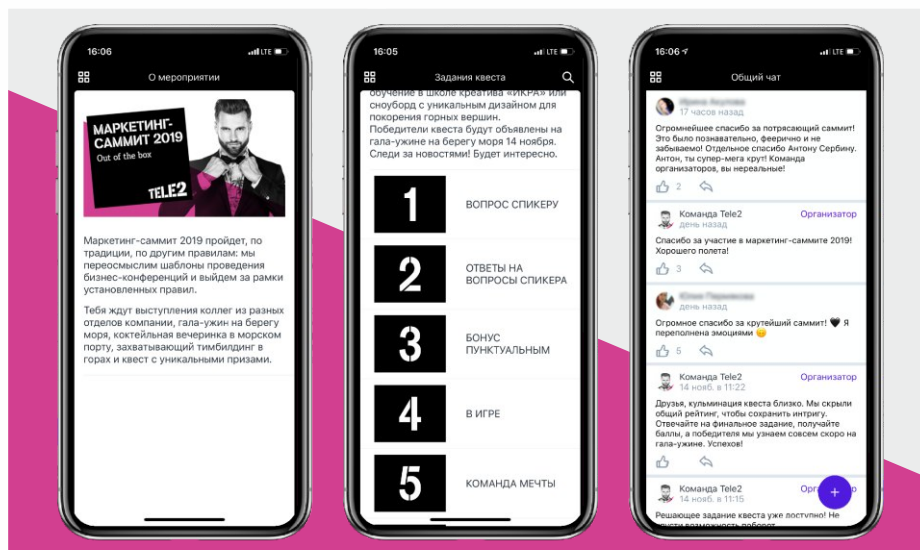 16:06
LTE
О мероприятии
МАРКЕТИНГ-
САММИТ 2019
Out of the box
TELE2
Маркетинг-саммит 2019 пройдет, по
традиции, по другим правилам: мы
переосмыслим шаблоны проведения
бизнес-конференций и выйдем за рамки
установленных правил.
Тебя ждут выступления коллег из разных
отделов компании, гала-ужин на берегу
моря, коктейльная вечеринка в морском
порту, захватывающий тимбилдинг в
горах и квест с уникальными призами.
16:05
LTE
Задания квеста
обучение в школе креатива «ИКРА» или
сноуборд с уникальным дизайном для
покорения горных вершин.
Победители квеста будут объявлены на
гала-ужине на берегу моря 14 ноября.
Следи за новостями! Будет интересно.
1
ВОПРОС СПИКЕРУ
2
ОТВЕТЫ НА
ВОПРОСЫ СПИКЕРА
3
БОНУС
ПУНКТУАЛЬНЫМ
4
В ИГРЕ
5
КОМАНДА МЕЧТЫ
16:06
LTE
Общий чат
17 часов назад
Огромнейшее спасибо за потрясающий саммит!
Это было познавательно, феерично и не
забываемо! Отдельное спасибо Антону Сербину.
Антон, ты супер-мега крут! Команда
организаторов, вы нереальные!
2
Команда Tele2 Организатор
день назад
Спасибо за участие в маркетинг-саммите 2019!
Хорошего полета!
3
день назад
Огромное спасибо за крутейший саммит! 🖤 Я
переполнена эмоциями 😊
5
Команда Tele2 Организатор
14 нояб. в 11:22
Друзья, кульминация квеста близко. Мы скрыли
общий рейтинг, чтобы сохранить интригу.
Отвечайте на финальное задание, получайте
баллы, а победителя мы узнаем совсем скоро на
гала-ужине. Успехов!
Команда Tele2
14 нояб. в 11:15
Решающее задание квеста уже доступно! Не